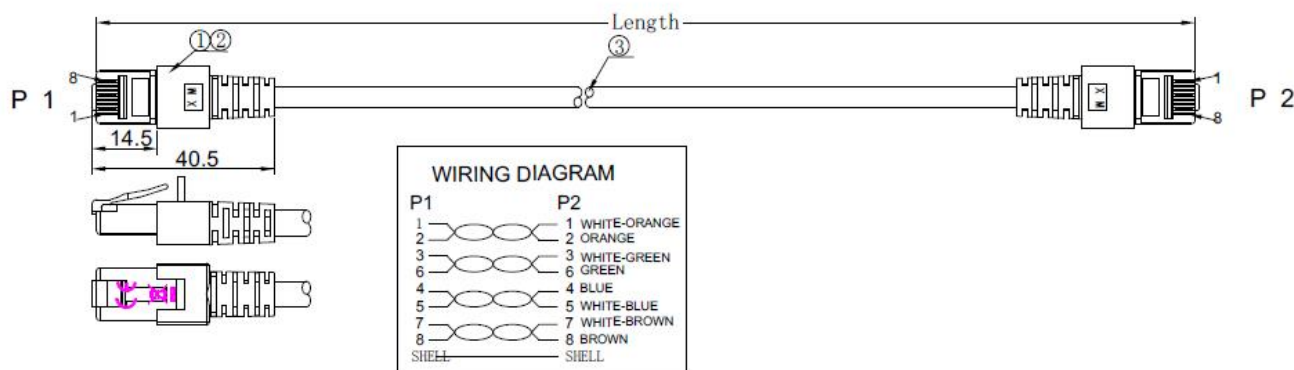 Length
①②
③
8
1
P 1
X M
X M
1
8
P 2
14.5
40.5
WIRING DIAGRAM
P1 P2
1 1 WHITE-ORANGE
2 2 ORANGE
3 3 WHITE-GREEN
6 6 GREEN
4 4 BLUE
5 5 WHITE-BLUE
7 7 WHITE-BROWN
8 8 BROWN
SHELL SHELL